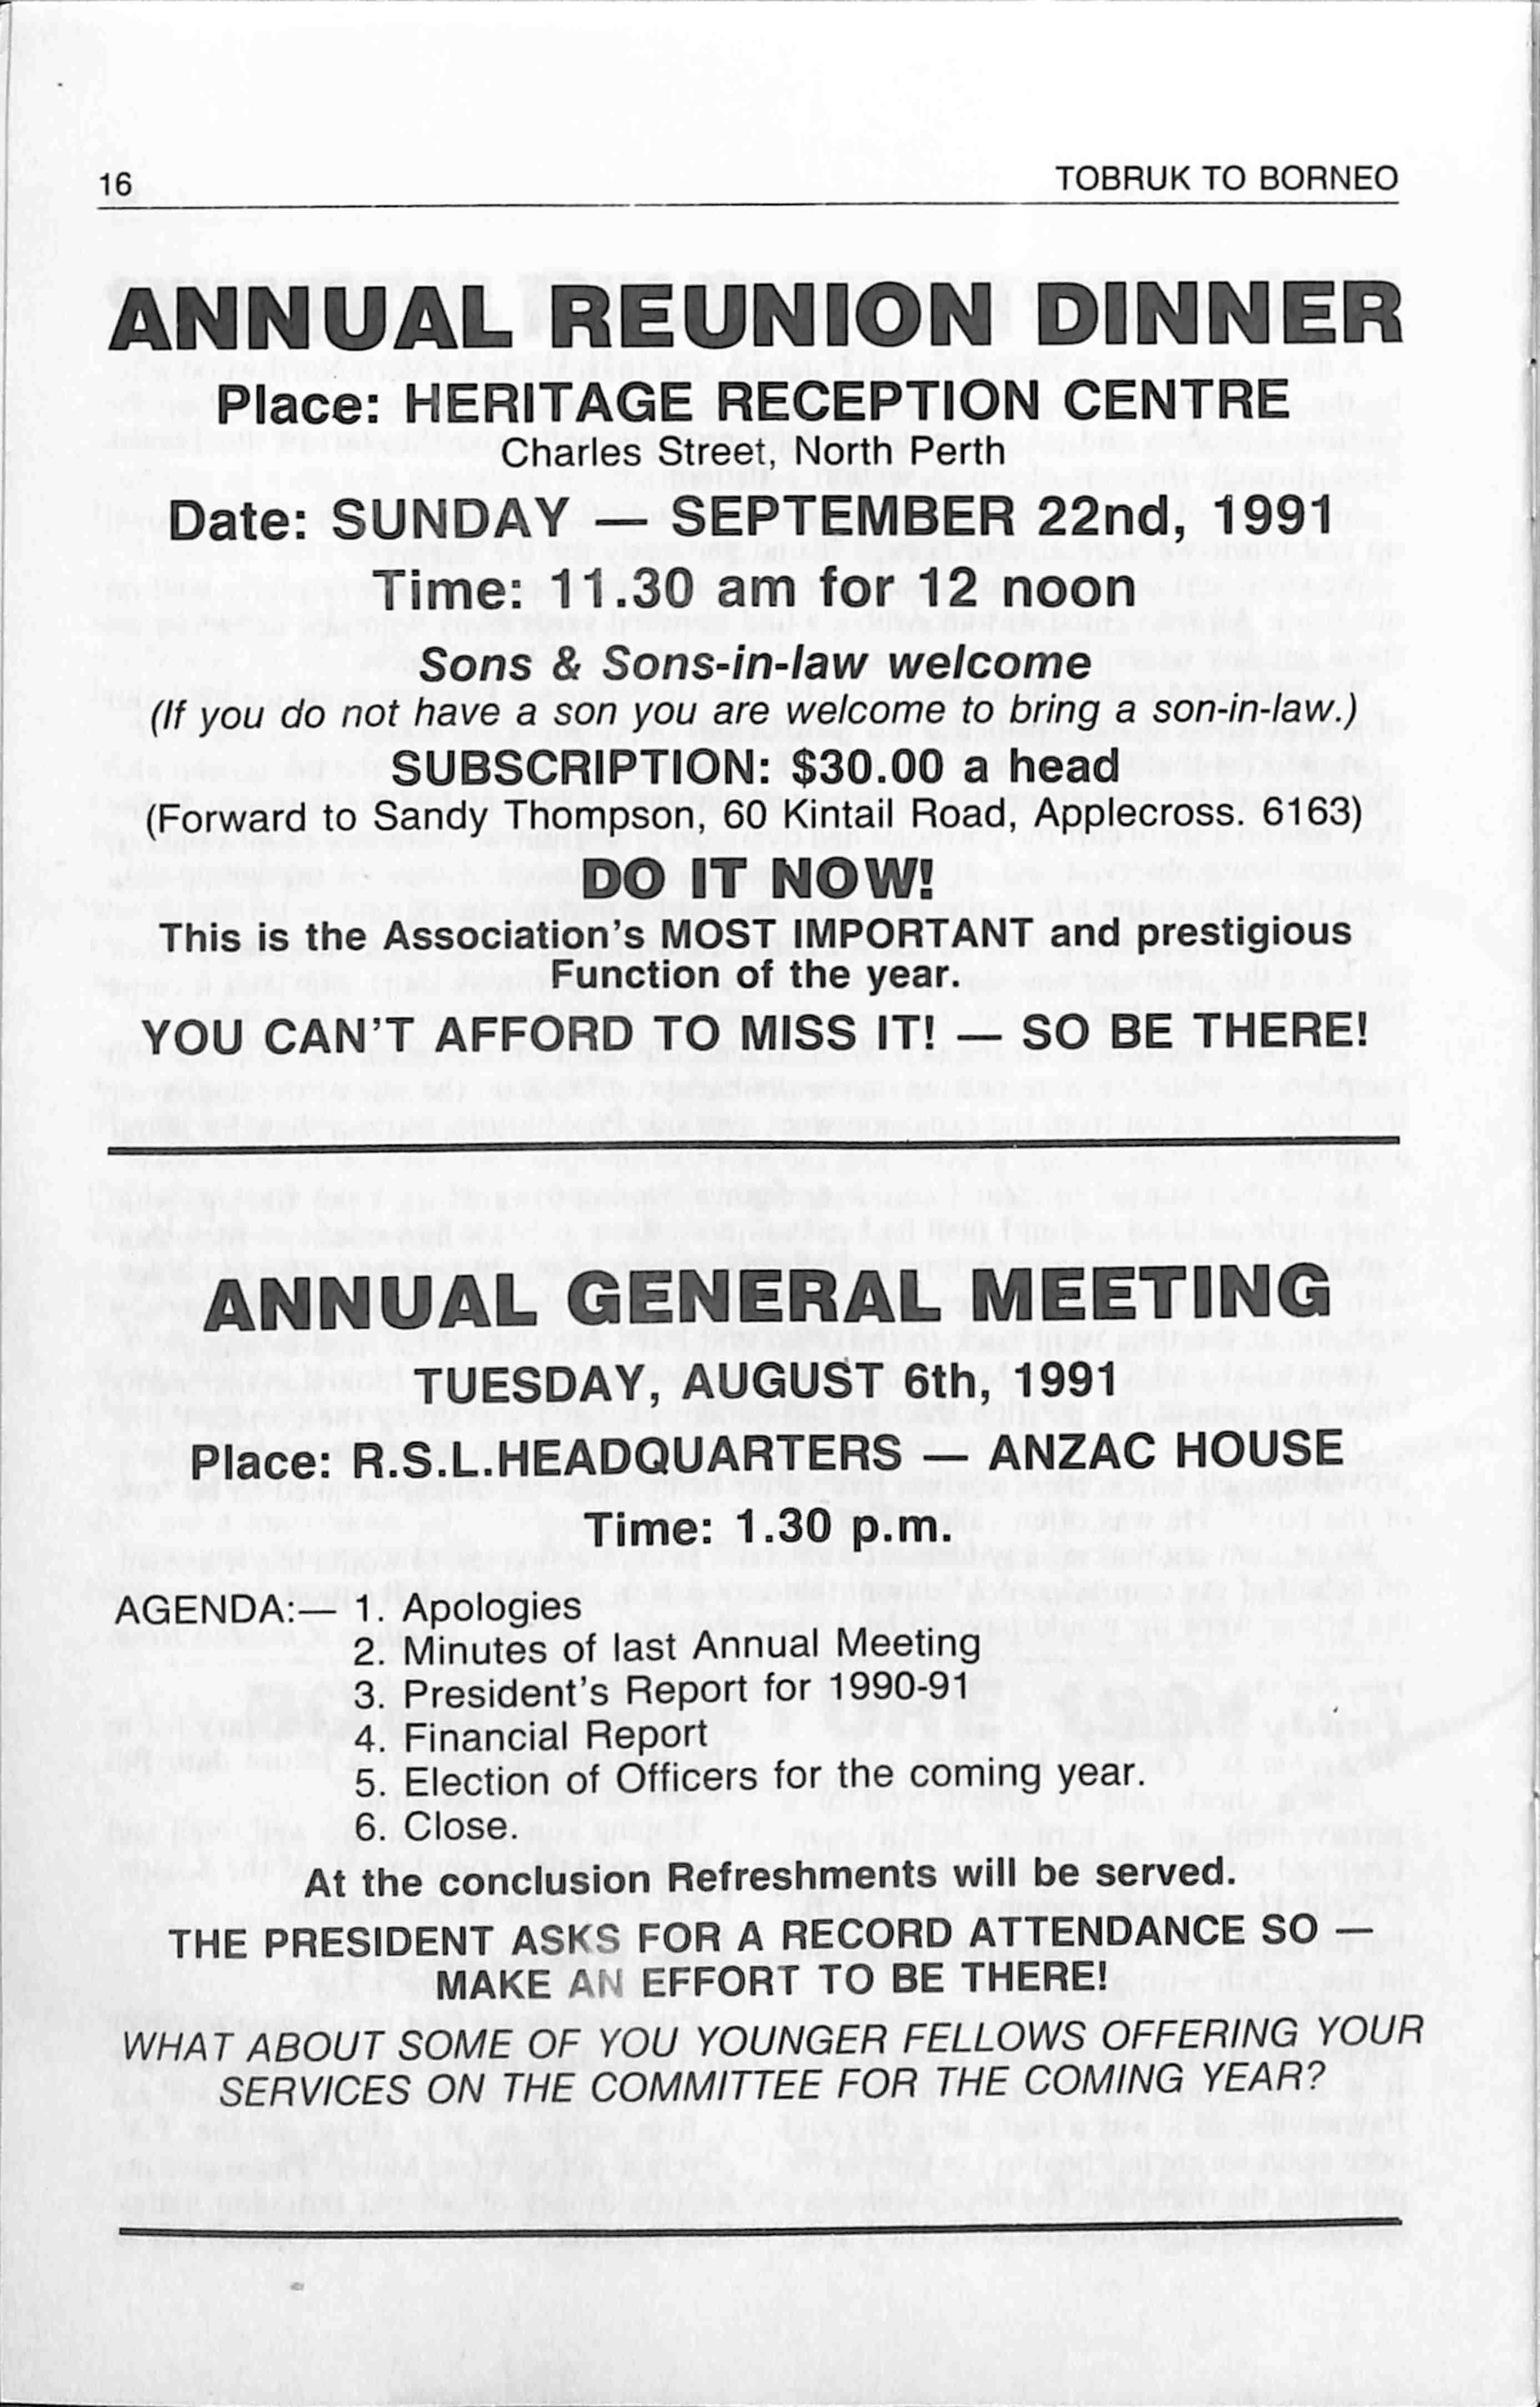 16
TOBRUK TO BORNEO
ANNUAL REUNION DINNER
Place: HERITAGE RECEPTION CENTRE
Charles Street, North Perth
Date: SUNDAY — SEPTEMBER 22nd, 1991
Time: 11.30 am for 12 noon
Sons & Sons-in-law welcome
(If you do not have a son you are welcome to bring a son-in-law.)
SUBSCRIPTION: $30.00 a head
(Forward to Sandy Thompson, 60 Kintail Road, Applecross. 6163)
DO IT NOW!
This is the Association's MOST IMPORTANT and prestigious
Function of the year.
YOU CAN'T AFFORD TO MISS IT! — SO BE THERE!
ANNUAL GENERAL MEETING
TUESDAY, AUGUST 6th, 1991
Place: R.S.L.HEADQUARTERS — ANZAC HOUSE
Time: 1.30 p.m.
AGENDA:— 1. Apologies
2. Minutes of last Annual Meeting
3. President's Report for 1990-91
4. Financial Report
5. Election of Officers for the coming year.
6. Close.
At the conclusion Refreshments will be served.
THE PRESIDENT ASKS FOR A RECORD ATTENDANCE SO —
MAKE AN EFFORT TO BE THERE!
WHAT ABOUT SOME OF YOU YOUNGER FELLOWS OFFERING YOUR
SERVICES ON THE COMMITTEE FOR THE COMING YEAR?